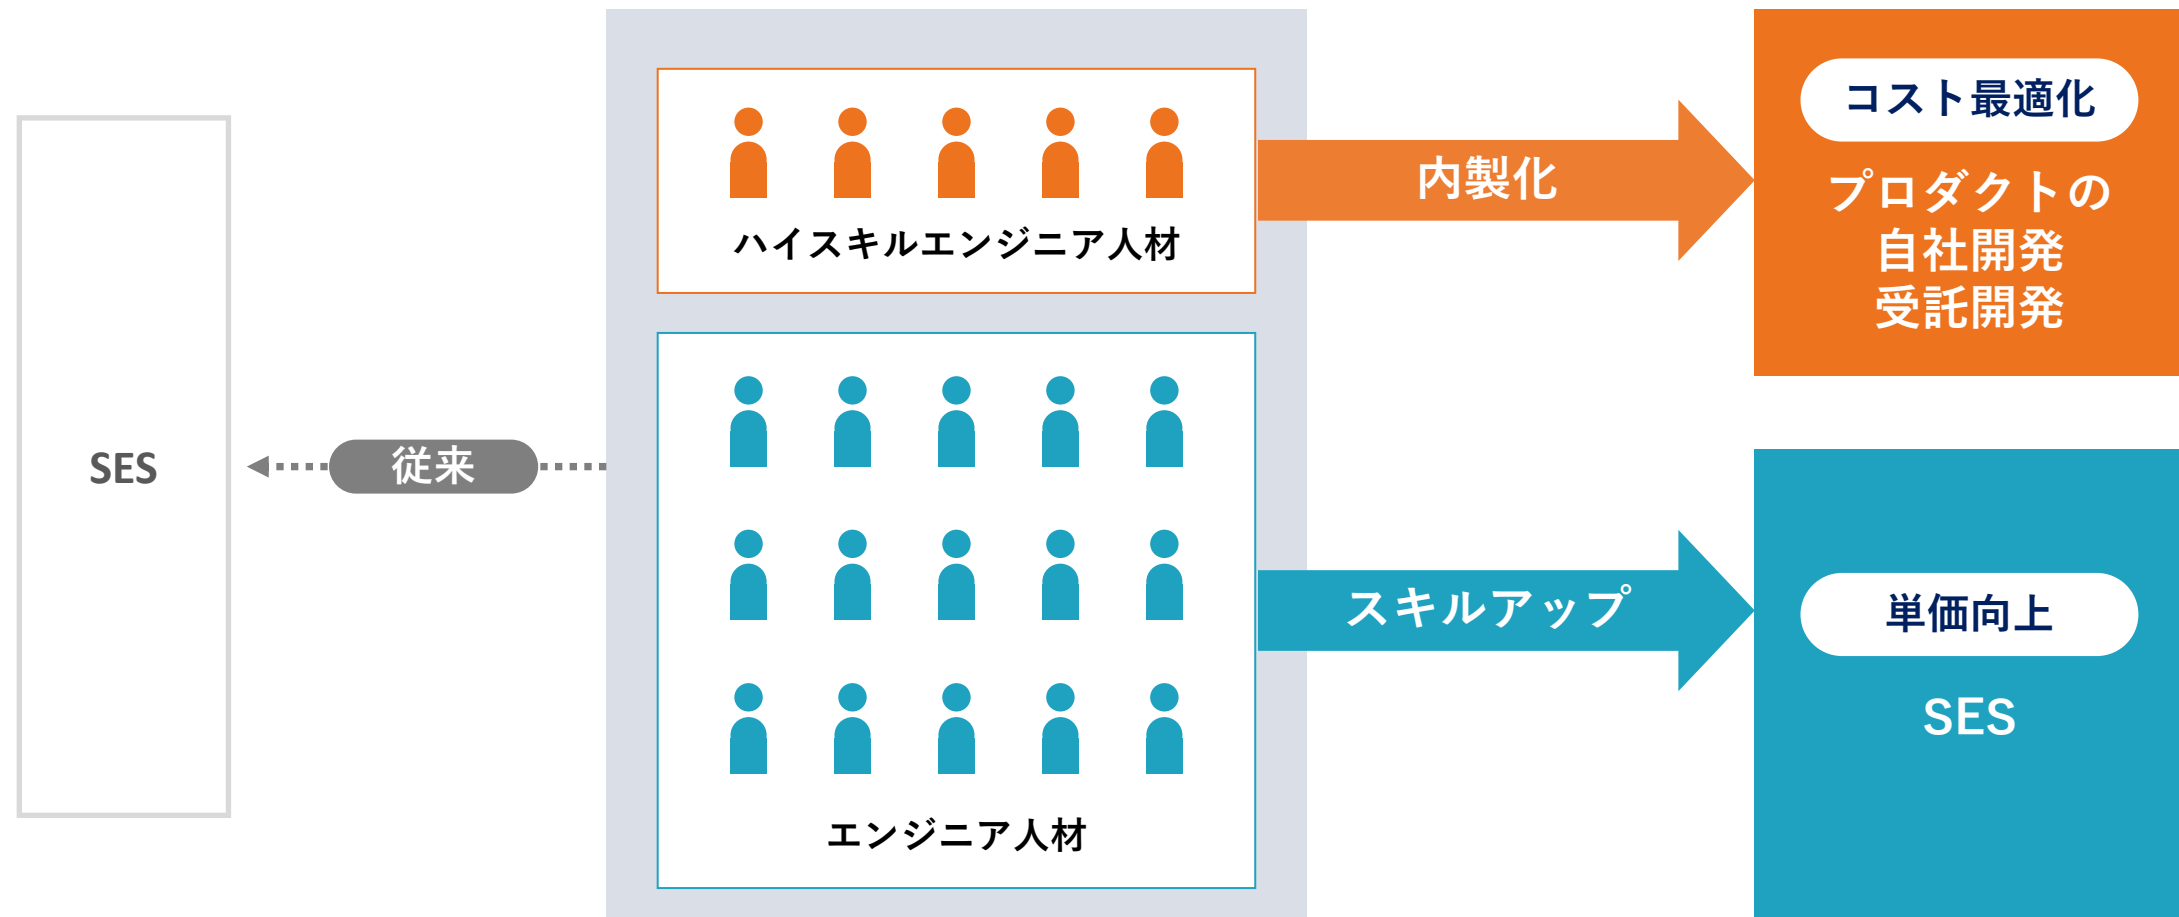 SES
従来
ハイスキルエンジニア人材
エンジニア人材
内製化
スキルアップ
コスト最適化
プロダクトの
自社開発
受託開発
単価向上
SES